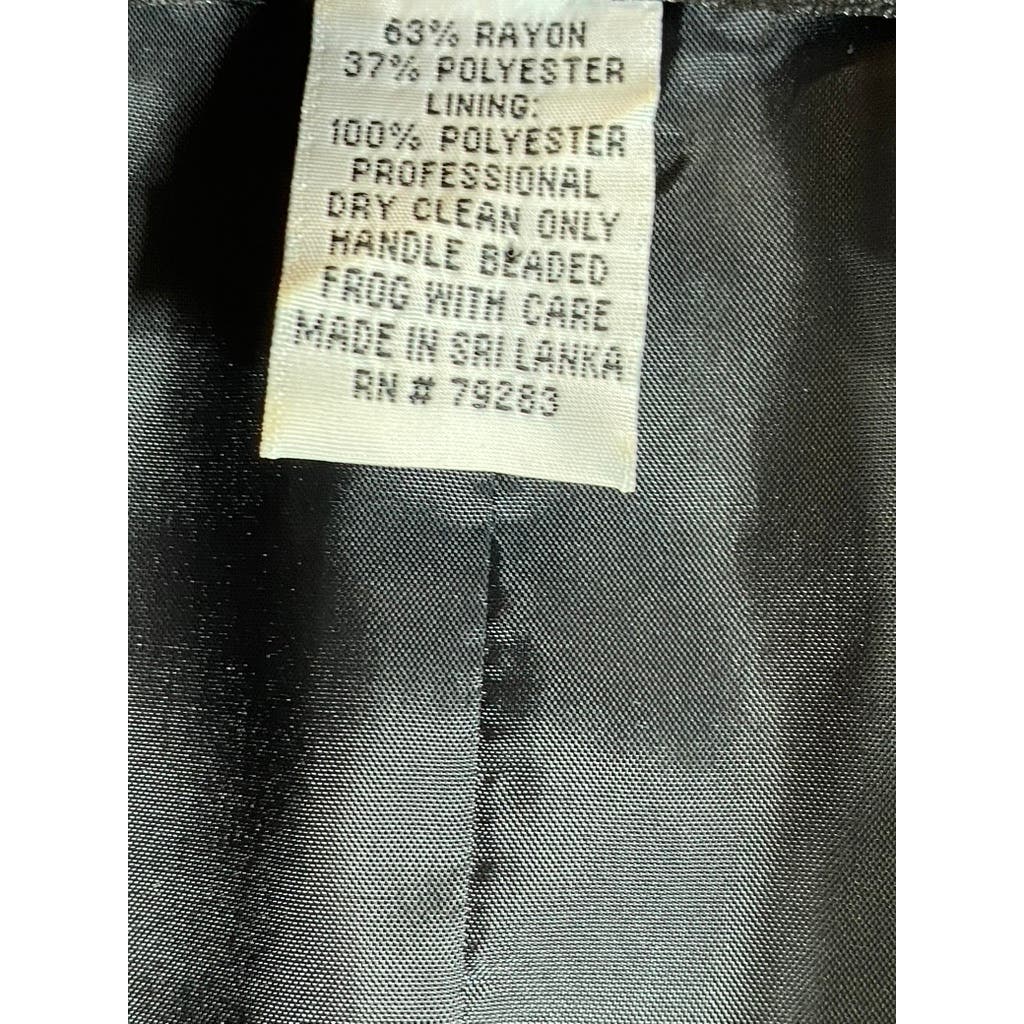 63% RAYON
37% POLYESTER
LINING:
100% POLYESTER
PROFESSIONAL
DRY CLEAN ONLY
HANDLE BEADED
FROG WITH CARE
MADE IN SRI LANKA
RN # 79283